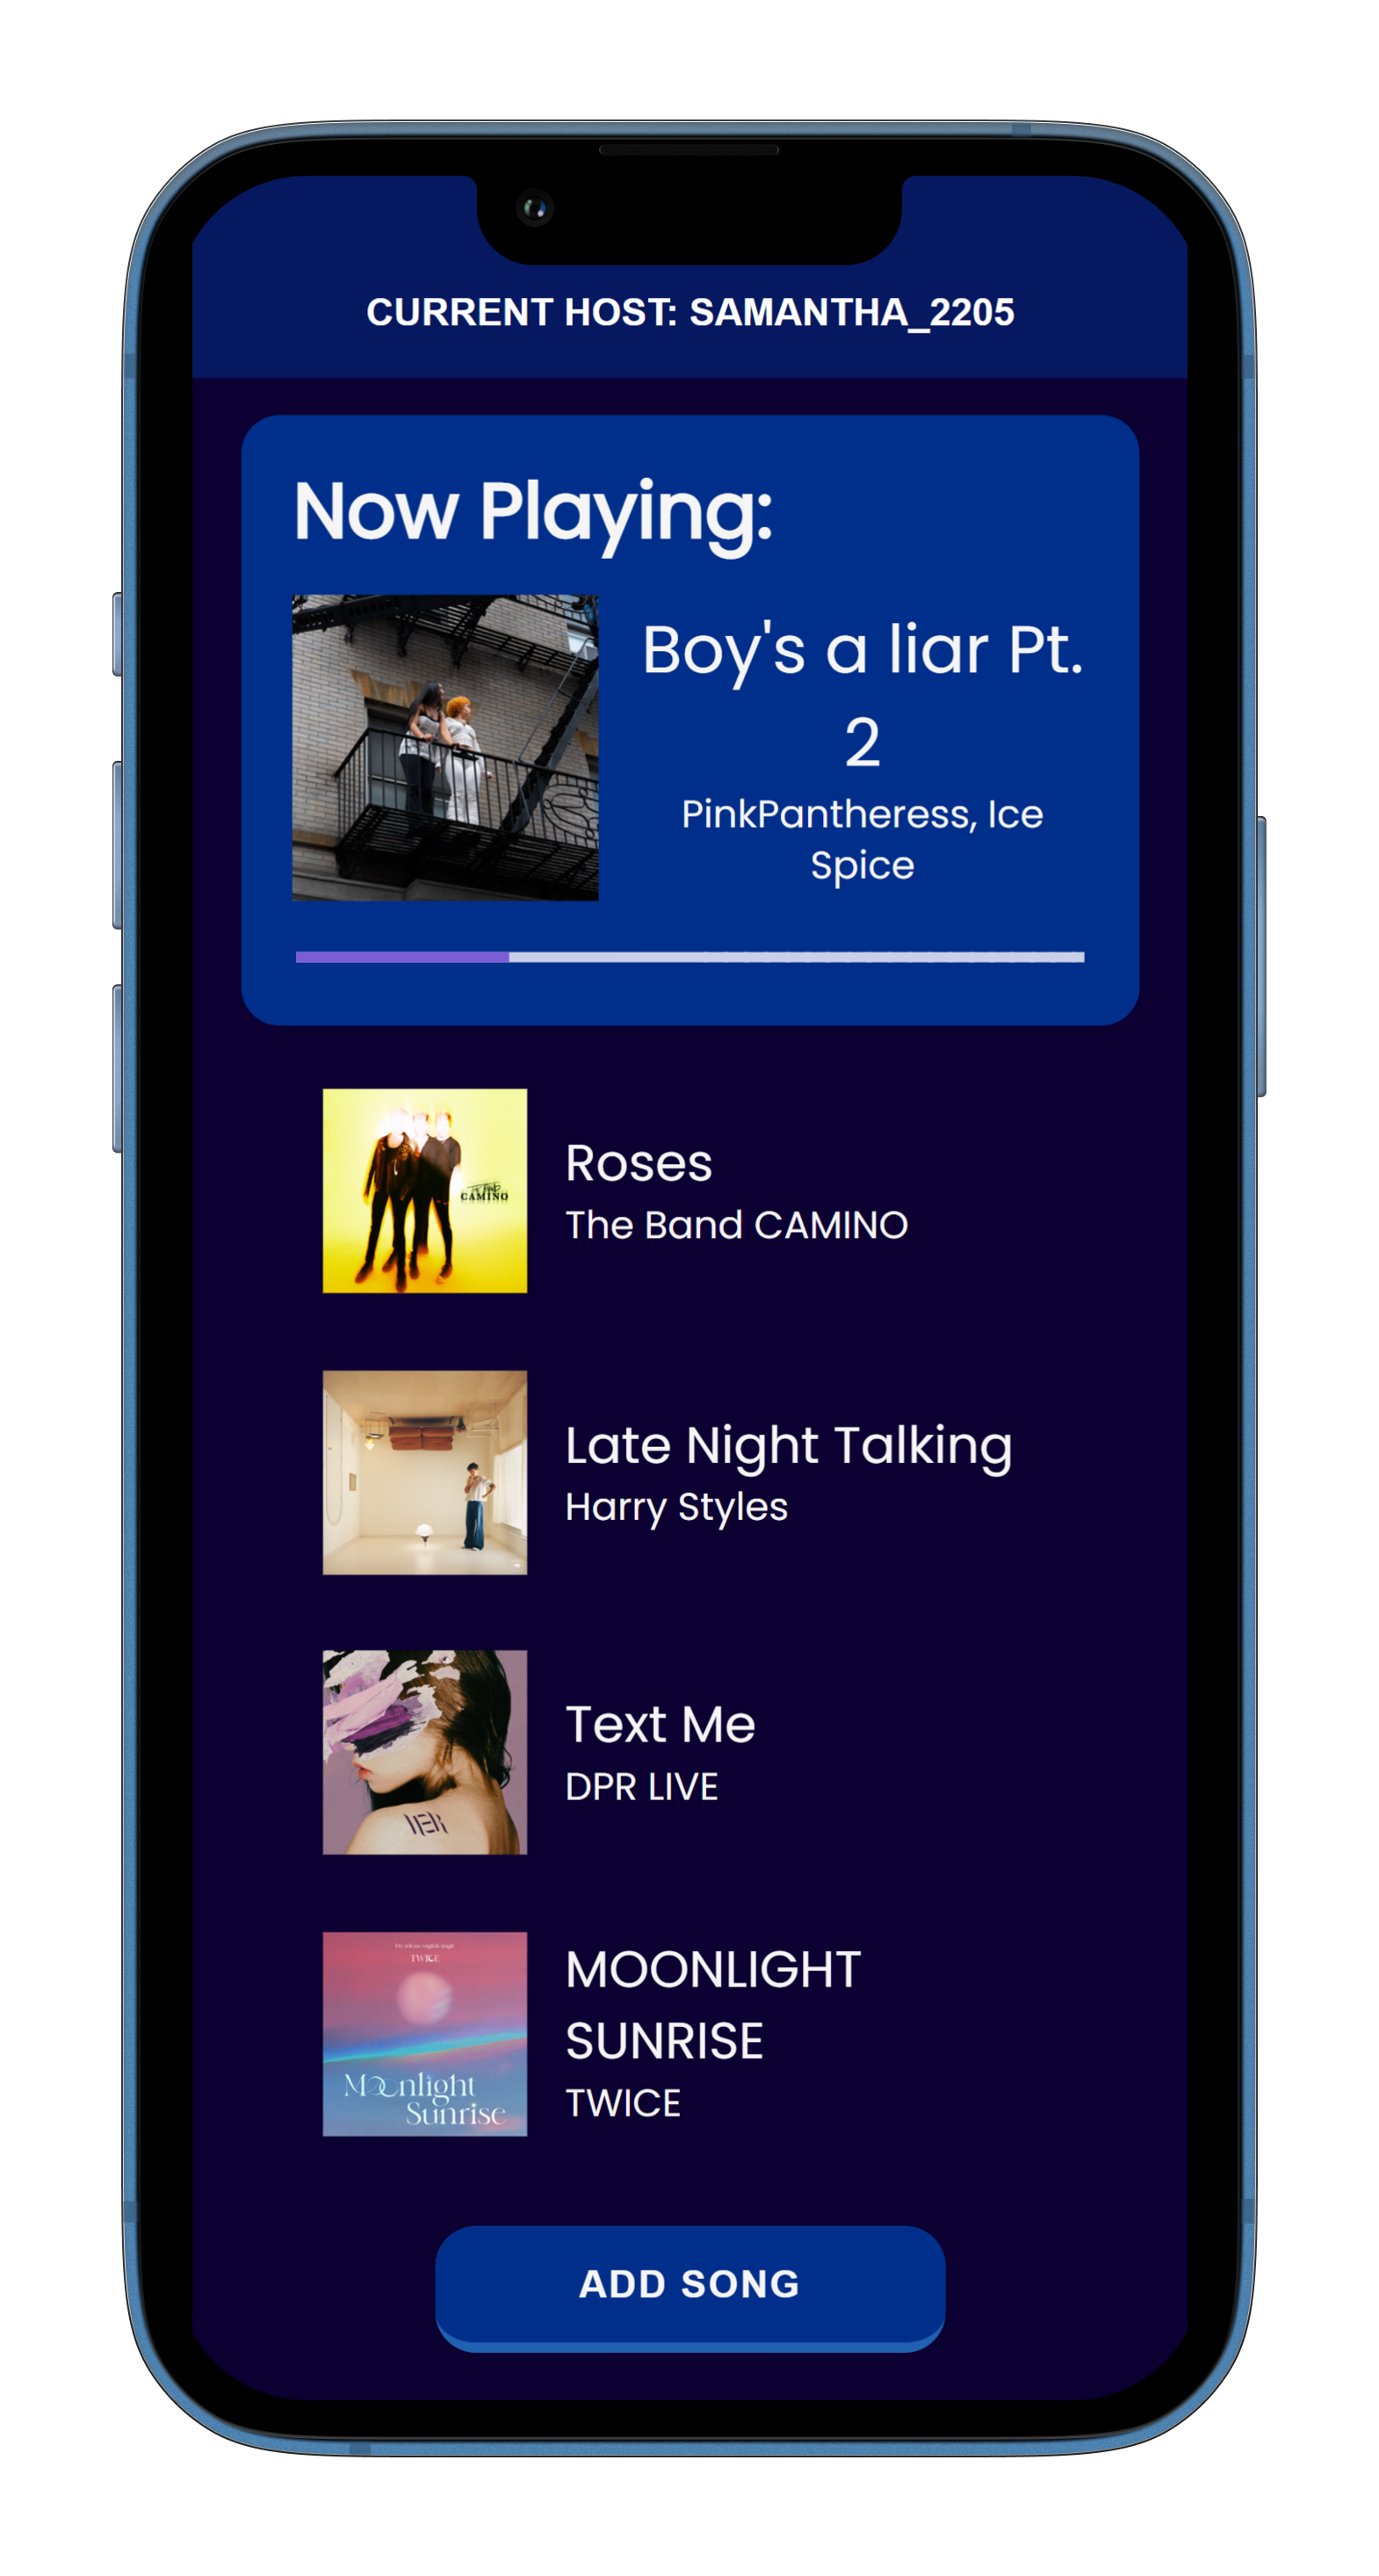 CURRENT HOST: SAMANTHA_2205
Now Playing:
Boy's a liar Pt.
2
PinkPantheress, Ice
Spice
CAMINO
Roses
The Band CAMINO
Late Night Talking
Harry Styles
HER
Text Me
DPR LIVE
TWICE
Moonlight
Sunrise
MOONLIGHT
SUNRISE
TWICE
ADD SONG